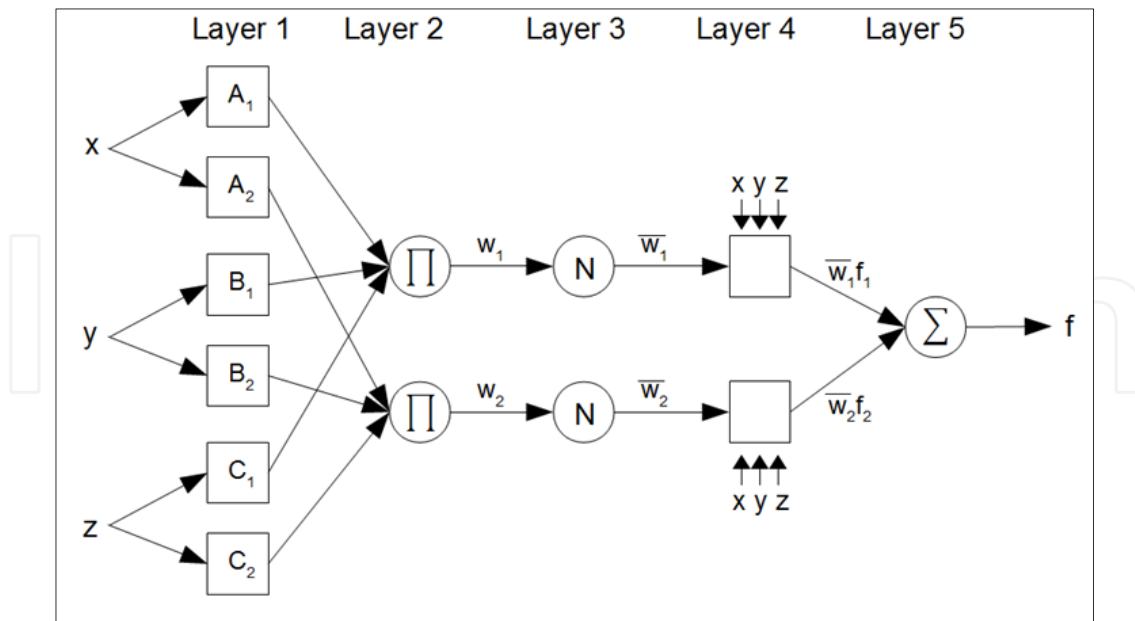 Layer 1 Layer 2 Layer 3 Layer 4 Layer 5
A₁
x
A₂
x y z
∏ w₁ N w̅₁ w̅₁f₁
B₁
y
B₂
∑ f
∏ w₂ N w̅₂ w̅₂f₂
C₁
x y z
z
C₂